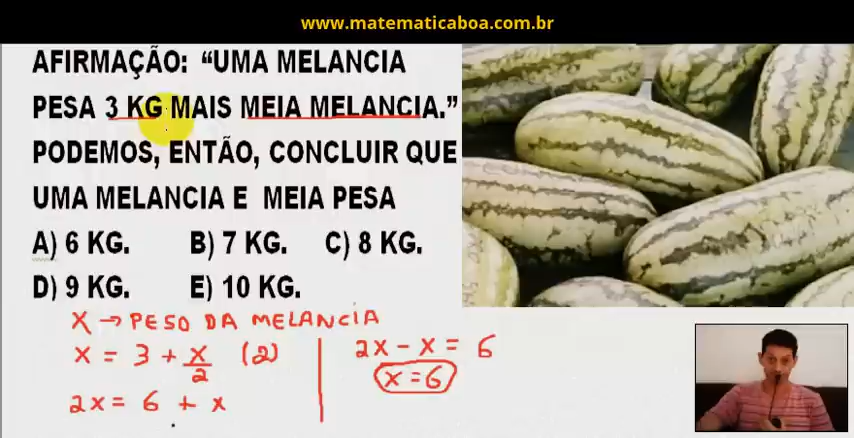 www.matematicaboa.com.br
AFIRMAÇÃO: “UMA MELANCIA
PESA 3 KG MAIS MEIA MELANCIA.”
PODEMOS, ENTÃO, CONCLUIR QUE
UMA MELANCIA E MEIA PESA
A) 6 KG. B) 7 KG. C) 8 KG.
D) 9 KG. E) 10 KG.
X → PESO DA MELANCIA
x = 3 + x/2 (2)
2x = 6 + x
2x - x = 6
x = 6